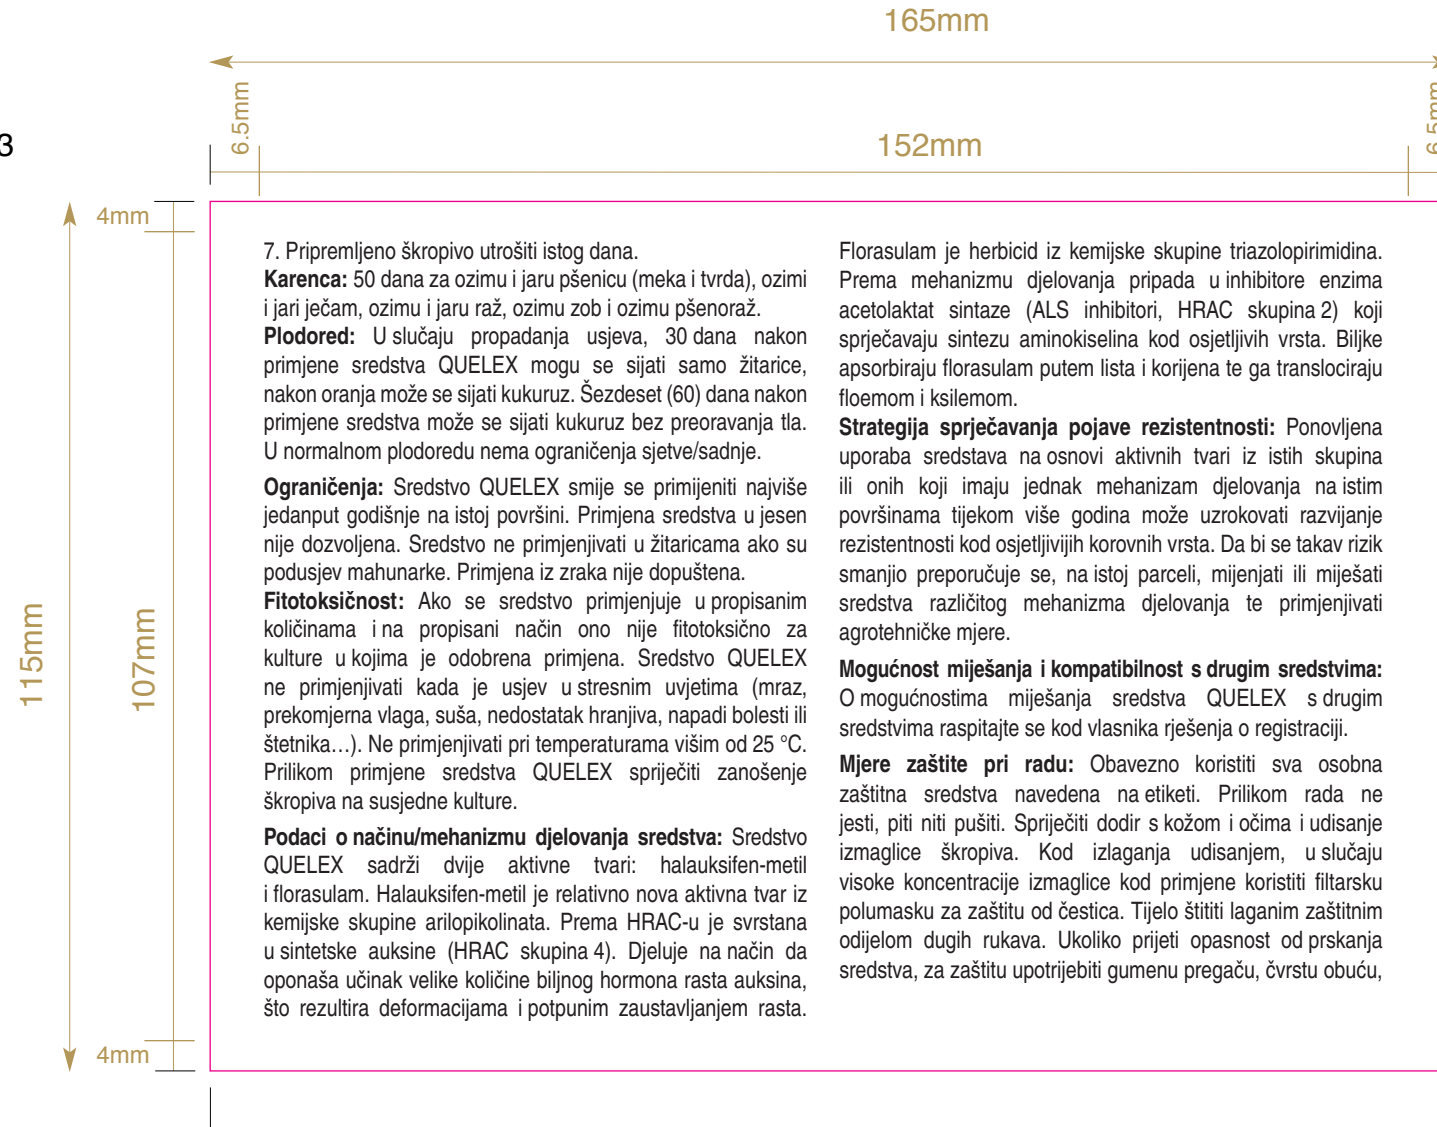 165mm
6.5mm
6.5mm
3
152mm
4mm
115mm
107mm
4mm
7. Pripremljeno škropivo utrošiti istog dana.
Karenca: 50 dana za ozimu i jaru pšenicu (meka i tvrda), ozimi
i jari ječam, ozimu i jaru raž, ozimu zob i ozimu pšenoraž.
Plodored: U slučaju propadanja usjeva, 30 dana nakon
primjene sredstva QUELEX mogu se sijati samo žitarice,
nakon oranja može se sijati kukuruz. Šezdeset (60) dana nakon
primjene sredstva može se sijati kukuruz bez preoravanja tla.
U normalnom plodoredu nema ograničenja sjetve/sadnje.
Ograničenja: Sredstvo QUELEX smije se primijeniti najviše
jedanput godišnje na istoj površini. Primjena sredstva u jesen
nije dozvoljena. Sredstvo ne primjenjivati u žitaricama ako su
podusjev mahunarke. Primjena iz zraka nije dopuštena.
Fitotoksičnost: Ako se sredstvo primjenjuje u propisanim
količinama i na propisani način ono nije fitotoksično za
kulture u kojima je odobrena primjena. Sredstvo QUELEX
ne primjenjivati kada je usjev u stresnim uvjetima (mraz,
prekomjerna vlaga, suša, nedostatak hranjiva, napadi bolesti ili
štetnika…). Ne primjenjivati pri temperaturama višim od 25 °C.
Prilikom primjene sredstva QUELEX spriječiti zanošenje
škropiva na susjedne kulture.
Podaci o načinu/mehanizmu djelovanja sredstva: Sredstvo
QUELEX sadrži dvije aktivne tvari: halauksifen-metil
i florasulam. Halauksifen-metil je relativno nova aktivna tvar iz
kemijske skupine arilopikolinata. Prema HRAC-u je svrstana
u sintetske auksine (HRAC skupina 4). Djeluje na način da
oponaša učinak velike količine biljnog hormona rasta auksina,
što rezultira deformacijama i potpunim zaustavljanjem rasta.
Florasulam je herbicid iz kemijske skupine triazolopirimidina.
Prema mehanizmu djelovanja pripada u inhibitore enzima
acetolaktat sintaze (ALS inhibitori, HRAC skupina 2) koji
sprječavaju sintezu aminokiselina kod osjetljivih vrsta. Biljke
apsorbiraju florasulam putem lista i korijena te ga translociraju
floemom i ksilemom.
Strategija sprječavanja pojave rezistentnosti: Ponovljena
uporaba sredstava na osnovi aktivnih tvari iz istih skupina
ili onih koji imaju jednak mehanizam djelovanja na istim
površinama tijekom više godina može uzrokovati razvijanje
rezistentnosti kod osjetljivijih korovnih vrsta. Da bi se takav rizik
smanjio preporučuje se, na istoj parceli, mijenjati ili miješati
sredstva različitog mehanizma djelovanja te primjenjivati
agrotehničke mjere.
Mogućnost miješanja i kompatibilnost s drugim sredstvima:
O mogućnostima miješanja sredstva QUELEX s drugim
sredstvima raspitajte se kod vlasnika rješenja o registraciji.
Mjere zaštite pri radu: Obavezno koristiti sva osobna
zaštitna sredstva navedena na etiketi. Prilikom rada ne
jesti, piti niti pušiti. Spriječiti dodir s kožom i očima i udisanje
izmaglice škropiva. Kod izlaganja udisanjem, u slučaju
visoke koncentracije izmaglice kod primjene koristiti filtarsku
polumasku za zaštitu od čestica. Tijelo štititi laganim zaštitnim
odijelom dugih rukava. Ukoliko prijeti opasnost od prskanja
sredstva, za zaštitu upotrijebiti gumenu pregaču, čvrstu obuću,